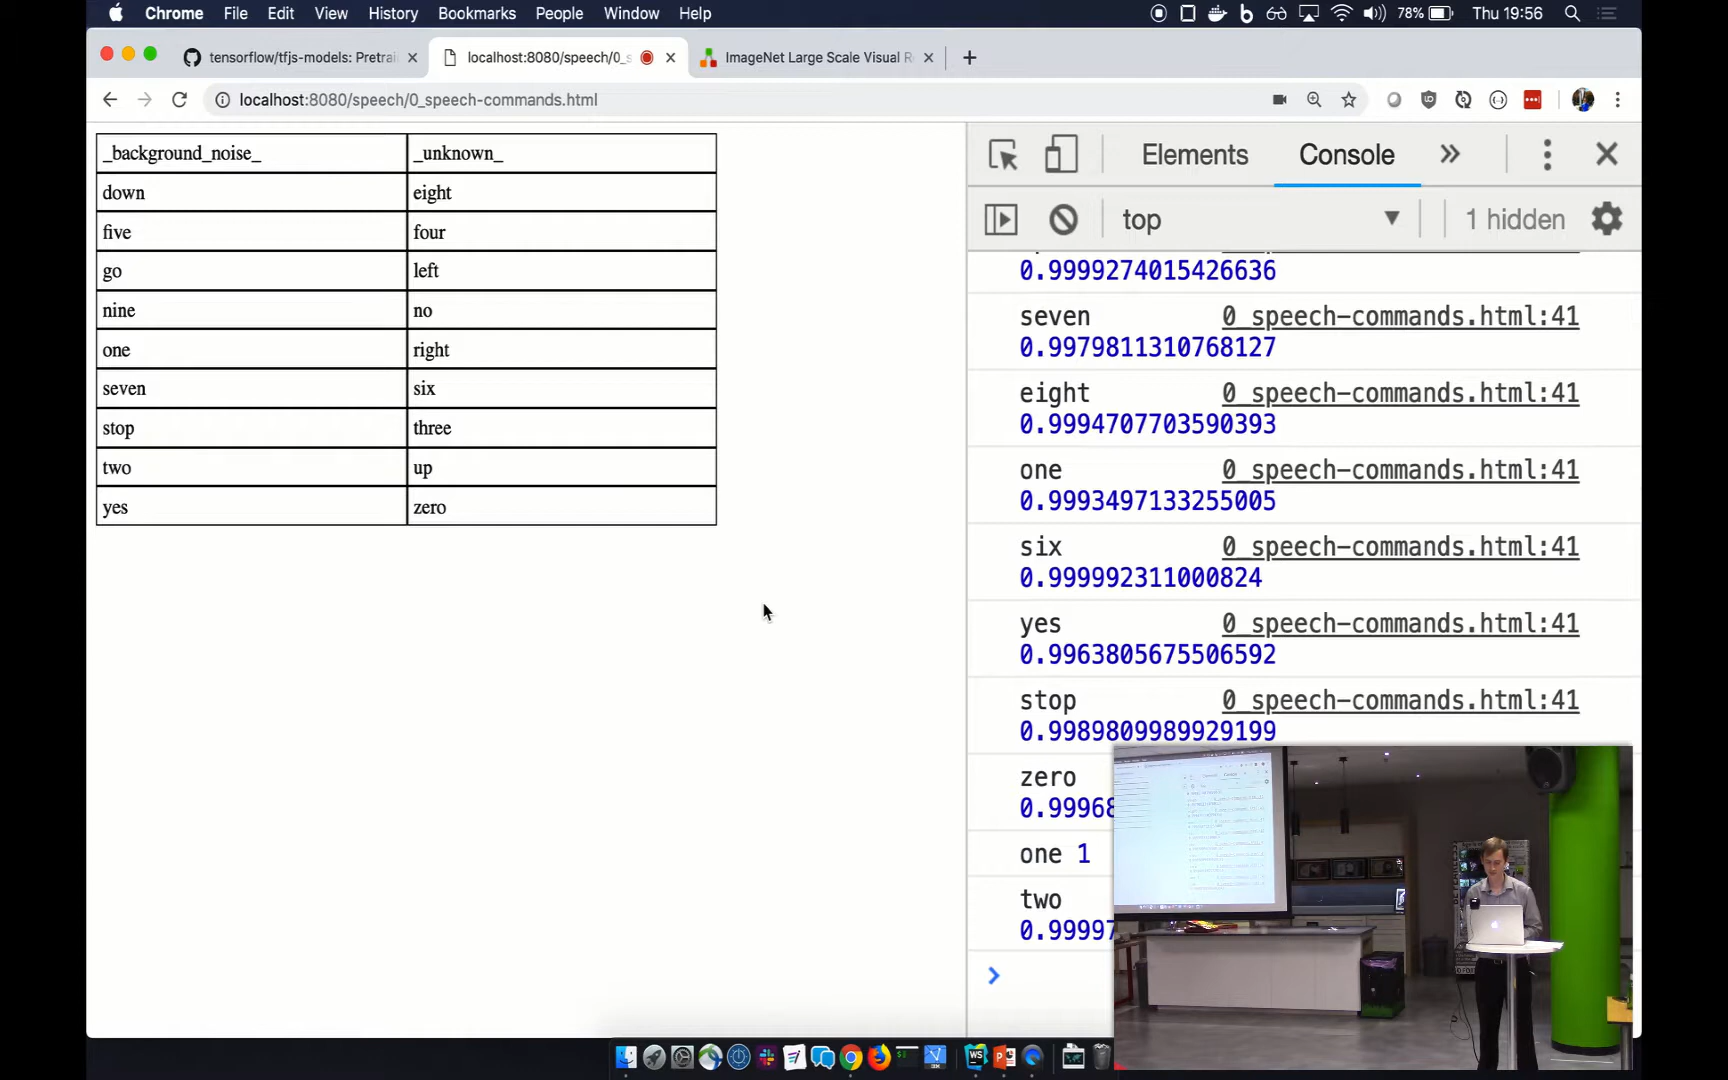 Chrome File Edit View History Bookmarks People Window Help 78% Thu 19:56
tensorflow/tfjs-models: Pretrai localhost:8080/speech/0_s ImageNet Large Scale Visual R
localhost:8080/speech/0_speech-commands.html
_background_noise_ _unknown_
down eight
five four
go left
nine no
one right
seven six
stop three
two up
yes zero
Elements Console
top 1 hidden
0.9999274015426636
seven 0_speech-commands.html:41
0.9979811310768127
eight 0_speech-commands.html:41
0.9994707703590393
one 0_speech-commands.html:41
0.9993497133255005
six 0_speech-commands.html:41
0.999992311000824
yes 0_speech-commands.html:41
0.9963805675506592
stop 0_speech-commands.html:41
0.9989809989929199
zero
0.99968
one 1
two
0.99997